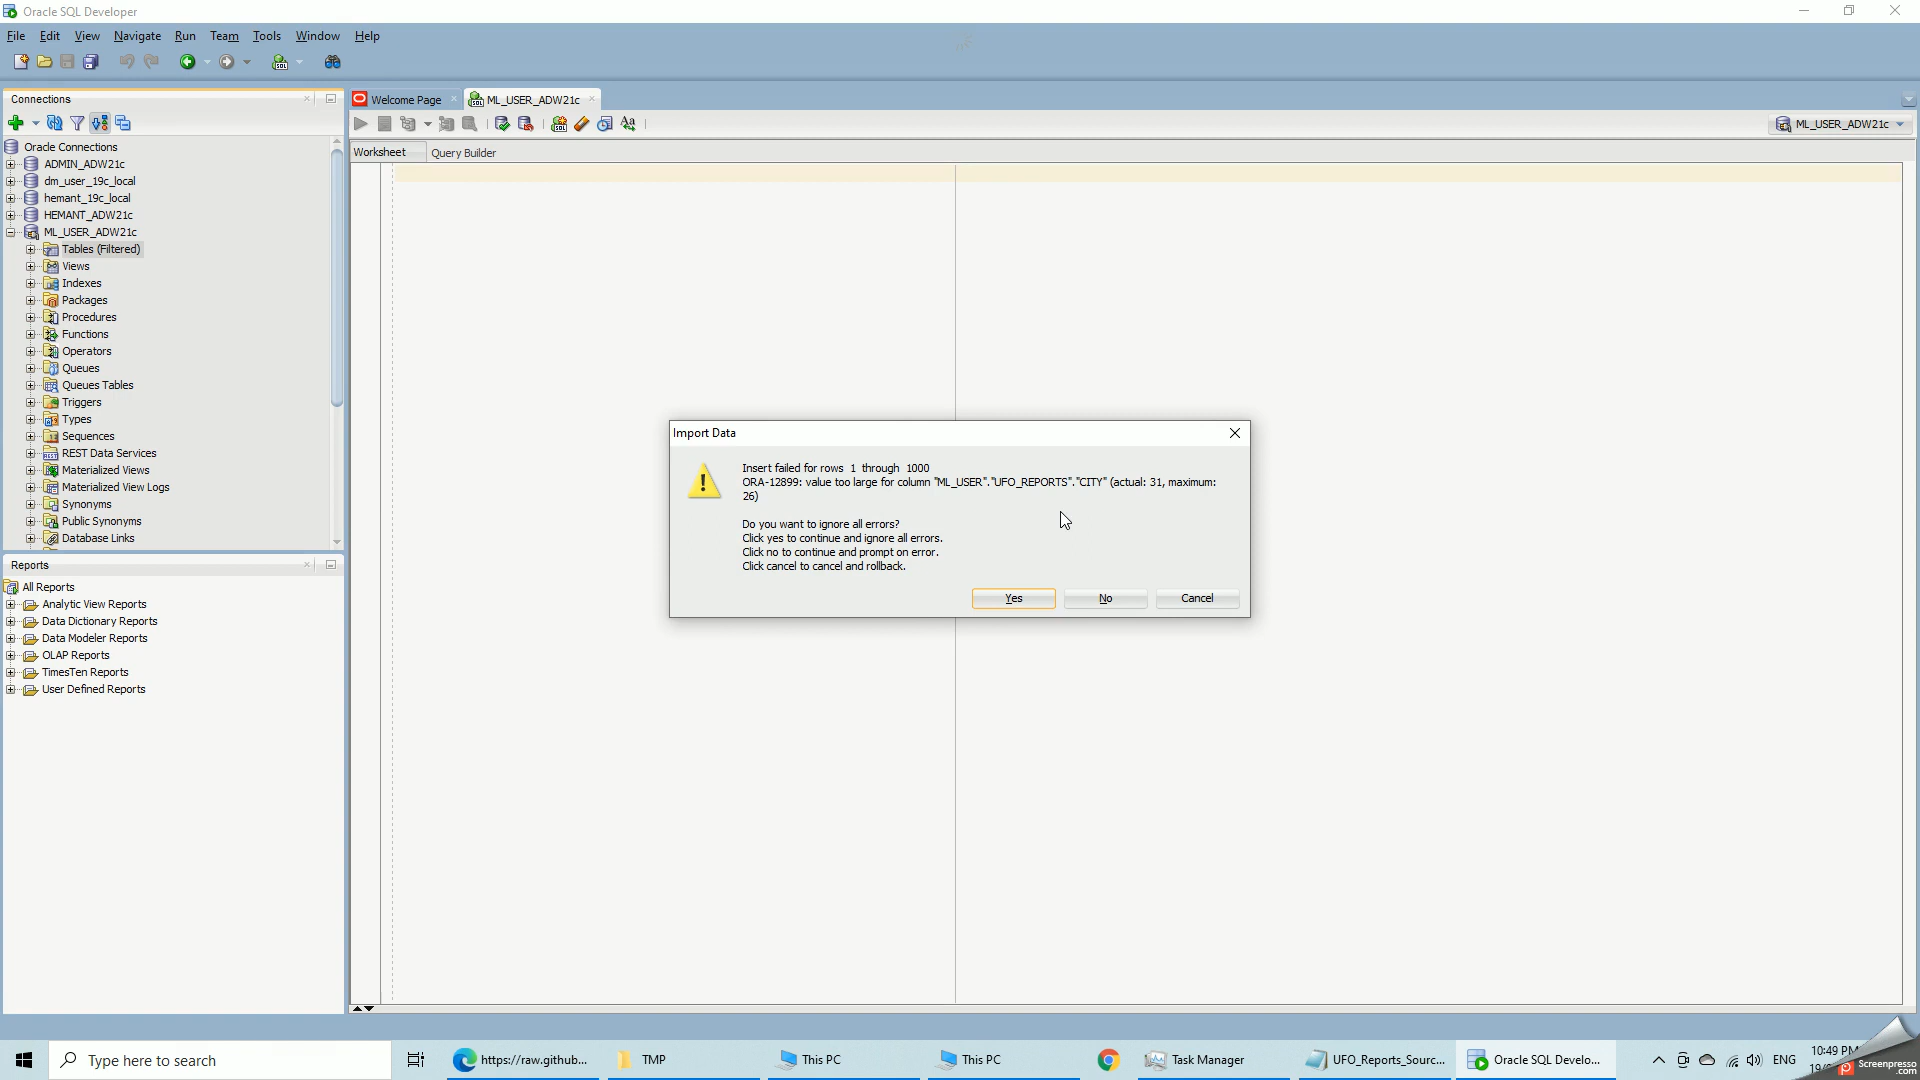 Oracle SQL Developer
File Edit View Navigate Run Team Tools Window Help
Connections
Welcome Page
ML_USER_ADW21c
ML_USER_ADW21c
Worksheet
Query Builder
Oracle Connections
ADMIN_ADW21c
dm_user_19c_local
hemant_19c_local
HEMANT_ADW21c
ML_USER_ADW21c
Tables (Filtered)
Views
Indexes
Packages
Procedures
Functions
Operators
Queues
Queues Tables
Triggers
Types
Sequences
REST Data Services
Materialized Views
Materialized View Logs
Synonyms
Public Synonyms
Database Links
Reports
All Reports
Analytic View Reports
Data Dictionary Reports
Data Modeler Reports
OLAP Reports
TimesTen Reports
User Defined Reports
Import Data
Insert failed for rows 1 through 1000
ORA-12899: value too large for column "ML_USER"."UFO_REPORTS"."CITY" (actual: 31, maximum:
26)
Do you want to ignore all errors?
Click yes to continue and ignore all errors.
Click no to continue and prompt on error.
Click cancel to cancel and rollback.
Yes No Cancel
Type here to search
https://raw.github...
TMP
This PC
This PC
Task Manager
UFO_Reports_Sourc...
Oracle SQL Develo...
ENG
10:49 PM
Screenpresso
.com